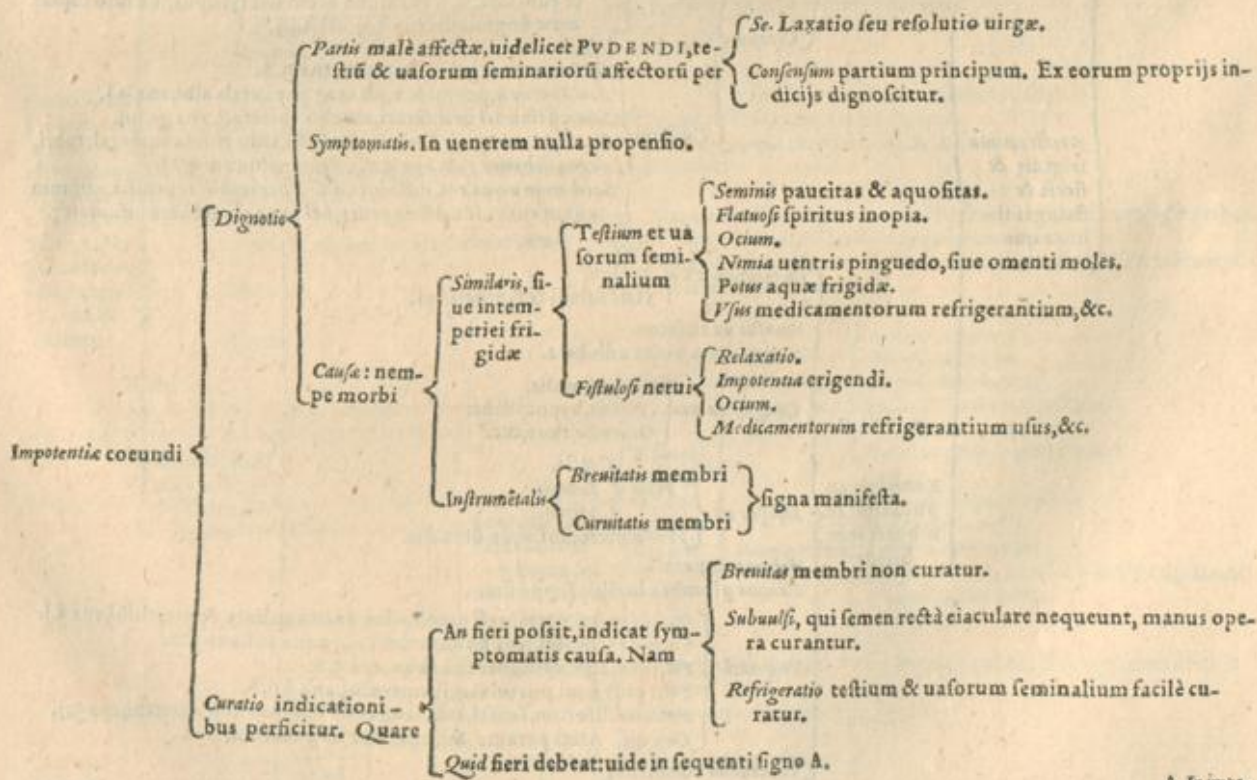 Partis malè affectæ, uidelicet PVDENDI, te-
stiũ & uasorum seminariorũ affectorũ per
Se. Laxatio seu resolutio uirgæ.
Consensum partium principum. Ex eorum proprijs in-
dicijs dignoscitur.
Symptomatis. In uenerem nulla propensio.
Dignotio
Causæ: nem-
pe morbi
Similaris, si-
ue intem-
periei fri-
gidæ
Testium et ua
sorum semi-
nalium
Seminis paucitas & aquositas.
Flatuosi spiritus inopia.
Ocium.
Nimia uentris pinguedo, siue omenti moles.
Potus aquæ frigidæ.
Vsus medicamentorum refrigerañtium, &c.
Fistulosi nerui
Relaxatio.
Impotentia erigendi.
Ocium.
Medicamentorum refrigerantium usus, &c.
Instrumẽtalis
Breuitatis membri
Curuitatis membri
signa manifesta.
Impotentiæ coeundi
Curatio indicationi-
bus perficitur. Quare
An fieri possit, indicat sym-
ptomatis causa. Nam
Breuitas membri non curatur.
Subuulsi, qui semen rectà eiaculare nequeunt, manus ope
ra curantur.
Refrigeratio testium & uasorum seminalium facilè cu-
ratur.
Quid fieri debeat: uide in sequenti signo A.